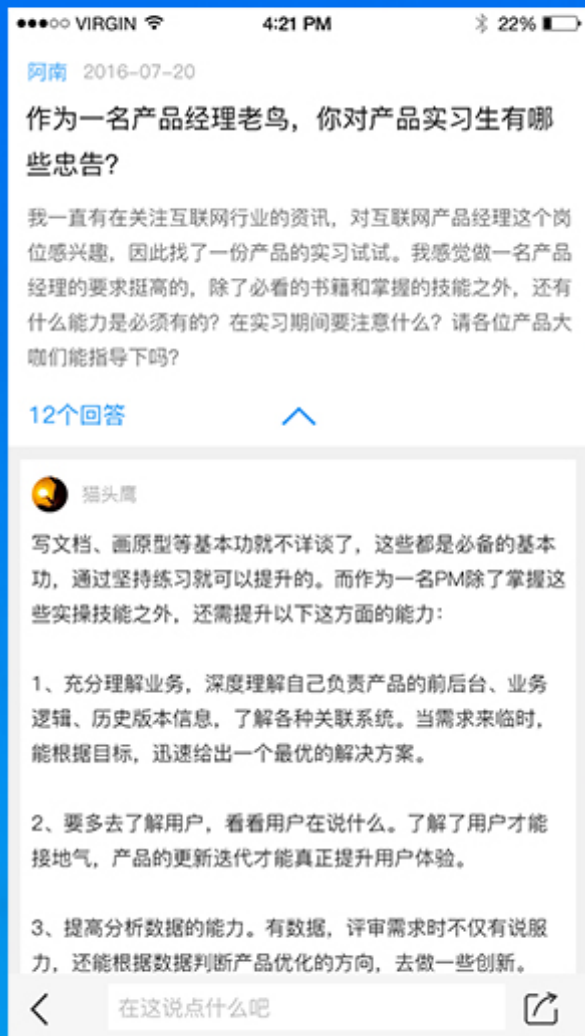 VIRGIN 4:21 PM 22%
阿南 2016-07-20
作为一名产品经理老鸟，你对产品实习生有哪
些忠告？
我一直有在关注互联网行业的资讯，对互联网产品经理这个岗
位感兴趣，因此找了一份产品的实习试试。我感觉做一名产品
经理的要求挺高的，除了必看的书籍和掌握的技能之外，还有
什么能力是必须有的？在实习期间要注意什么？请各位产品大
咖们能指导下吗？
12个回答
猫头鹰
写文档、画原型等基本功就不详谈了，这些都是必备的基本
功，通过坚持练习就可以提升的。而作为一名PM除了掌握这
些实操技能之外，还需提升以下这方面的能力：
1、充分理解业务，深度理解自己负责产品的前后台、业务
逻辑、历史版本信息，了解各种关联系统。当需求来临时，
能根据目标，迅速给出一个最优的解决方案。
2、要多去了解用户，看看用户在说什么。了解了用户才能
接地气，产品的更新迭代才能真正提升用户体验。
3、提高分析数据的能力。有数据，评审需求时不仅有说服
力，还能根据数据判断产品优化的方向，去做一些创新。
在这说点什么吧